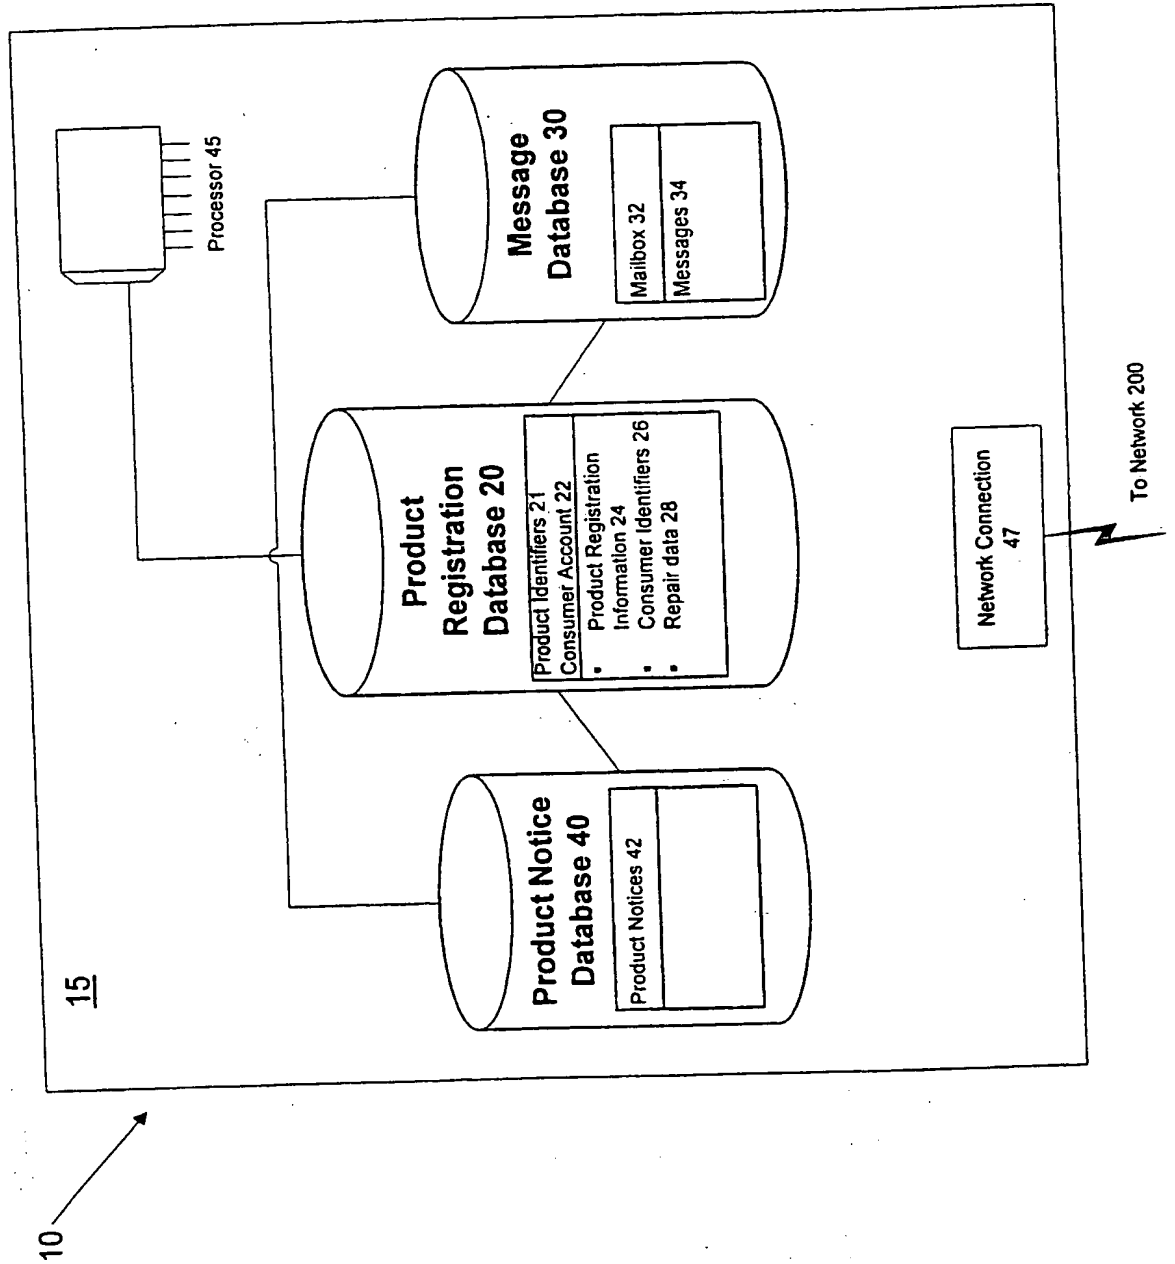 10
15
Processor 45
Product Notice
Database 40
Product Notices 42
Product
Registration
Database 20
Product Identifiers 21
Consumer Account 22
▪ Product Registration
Information 24
▪ Consumer Identifiers 26
▪ Repair data 28
Message
Database 30
Mailbox 32
Messages 34
Network Connection
47
To Network 200